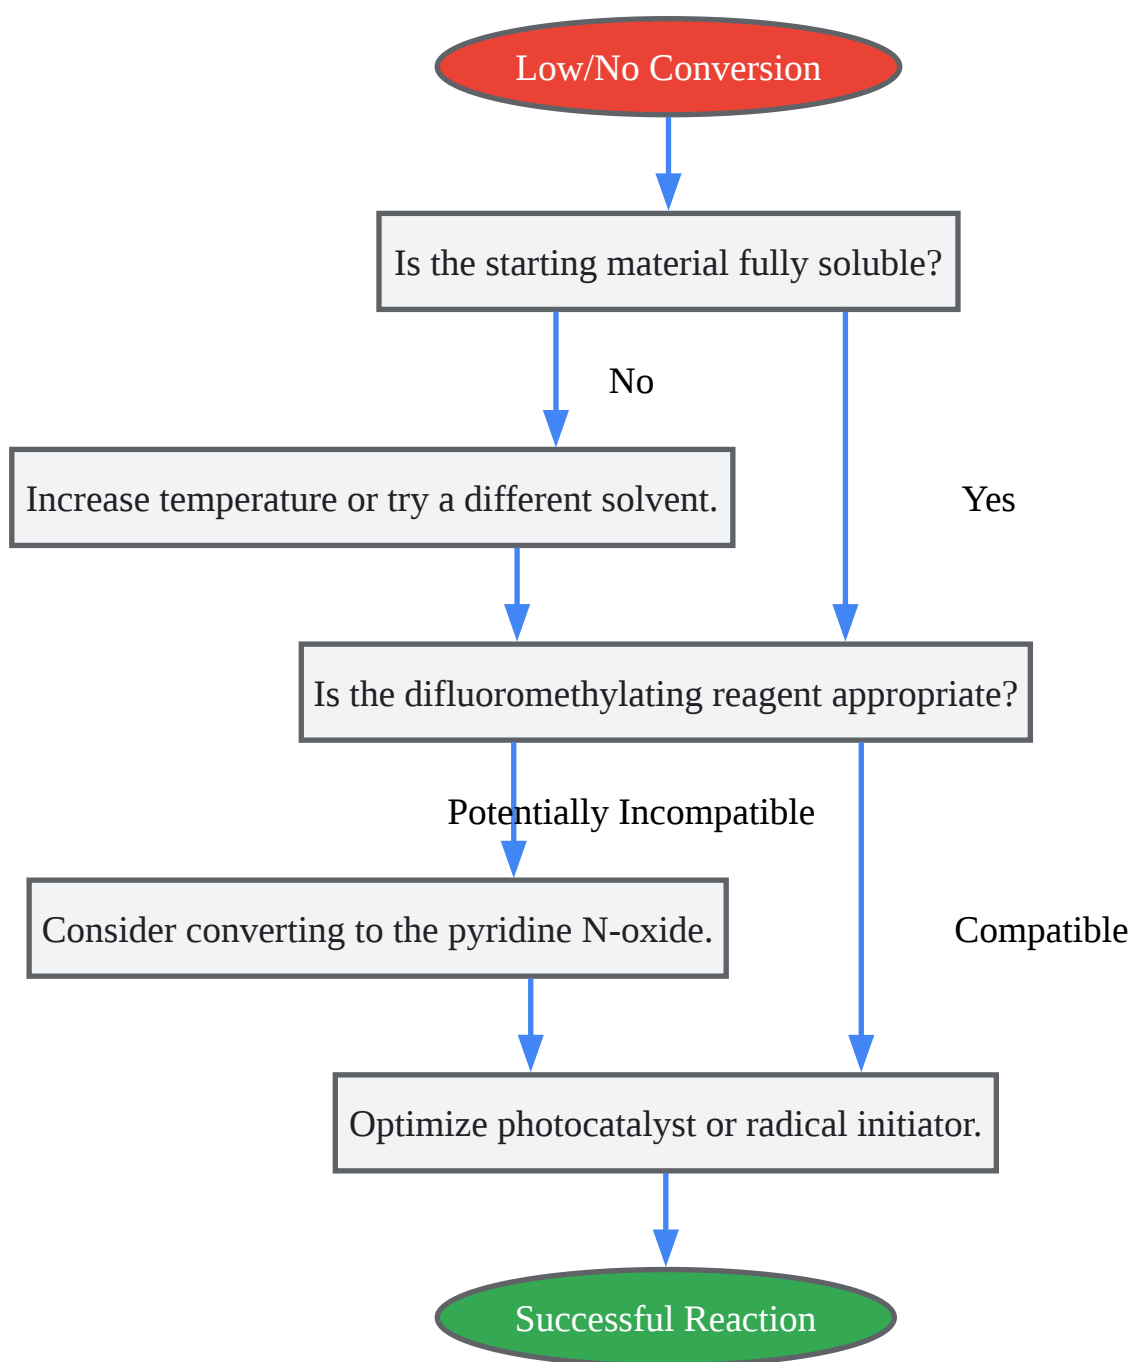 Low/No Conversion
Is the starting material fully soluble?
No
Increase temperature or try a different solvent.
Yes
Is the difluoromethylating reagent appropriate?
Potentially Incompatible
Consider converting to the pyridine N-oxide.
Compatible
Optimize photocatalyst or radical initiator.
Successful Reaction